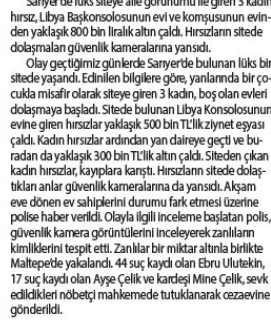 Sarıyer'de lüks siteye aile görünümü ile giren 3 kadın
hırsız, Libya Başkonsolosunun evi ve komşusunun evin-
den yaklaşık 800 bin liralık altın çaldı. Hırsızların sitede
dolaşmaları güvenlik kameralarına yansıdı.
Olay geçtiğimiz günlerde Sarıyer'de bulunan lüks bir
sitede yaşandı. Edinilen bilgilere göre, yanlarında bir ço-
cukla misafir olarak siteye giren 3 kadın, boş olan evleri
dolaşmaya başladı. Sitede bulunan Libya Konsolosunun
evine giren hırsızlar yaklaşık 500 bin TL'lik ziynet eşyası
çaldı. Kadın hırsızlar ardından yan daireye geçti ve bu-
radan da yaklaşık 300 bin TL'lik altın çaldı. Siteden çıkan
kadın hırsızlar, kayıplara karıştı. Hırsızların sitede dolaş-
tıkları anlar güvenlik kameralarına da yansıdı. Akşam
eve dönen ev sahiplerini durumu fark etmesi üzerine
polise haber verildi. Olayla ilgili inceleme başlatan polis,
güvenlik kamera görüntülerini inceleyerek zanlıların
kimliklerini tespit etti. Zanlılar bir miktar altınla birlikte
Maltepe'de yakalandı. 44 suç kaydı olan Ebru Ulutekin,
17 suç kaydı olan Ayşe Çelik ve kardeşi Mine Çelik, sevk
edildikleri nöbetçi mahkemede tutuklanarak cezaevine
gönderildi.